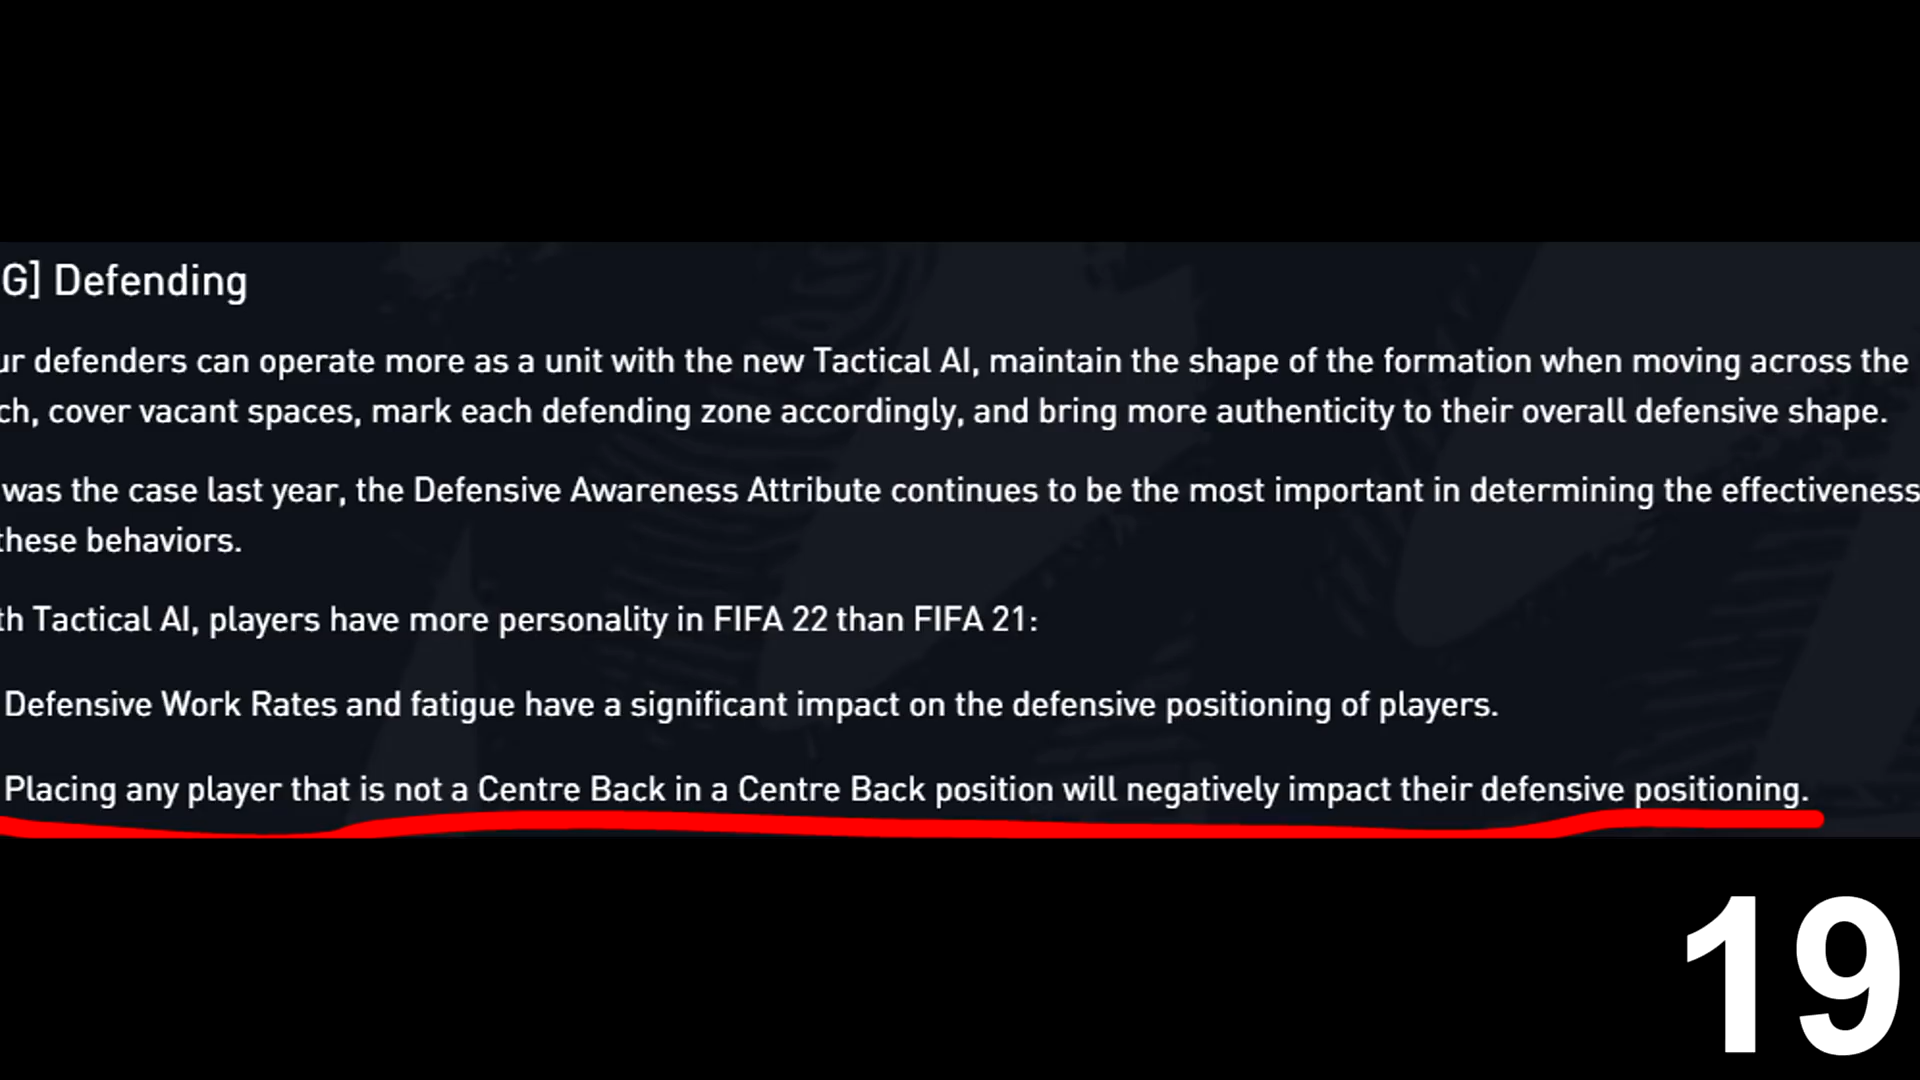 G] Defending
ur defenders can operate more as a unit with the new Tactical AI, maintain the shape of the formation when moving across the
ch, cover vacant spaces, mark each defending zone accordingly, and bring more authenticity to their overall defensive shape.
was the case last year, the Defensive Awareness Attribute continues to be the most important in determining the effectiveness
these behaviors.
th Tactical AI, players have more personality in FIFA 22 than FIFA 21:
Defensive Work Rates and fatigue have a significant impact on the defensive positioning of players.
Placing any player that is not a Centre Back in a Centre Back position will negatively impact their defensive positioning.
19